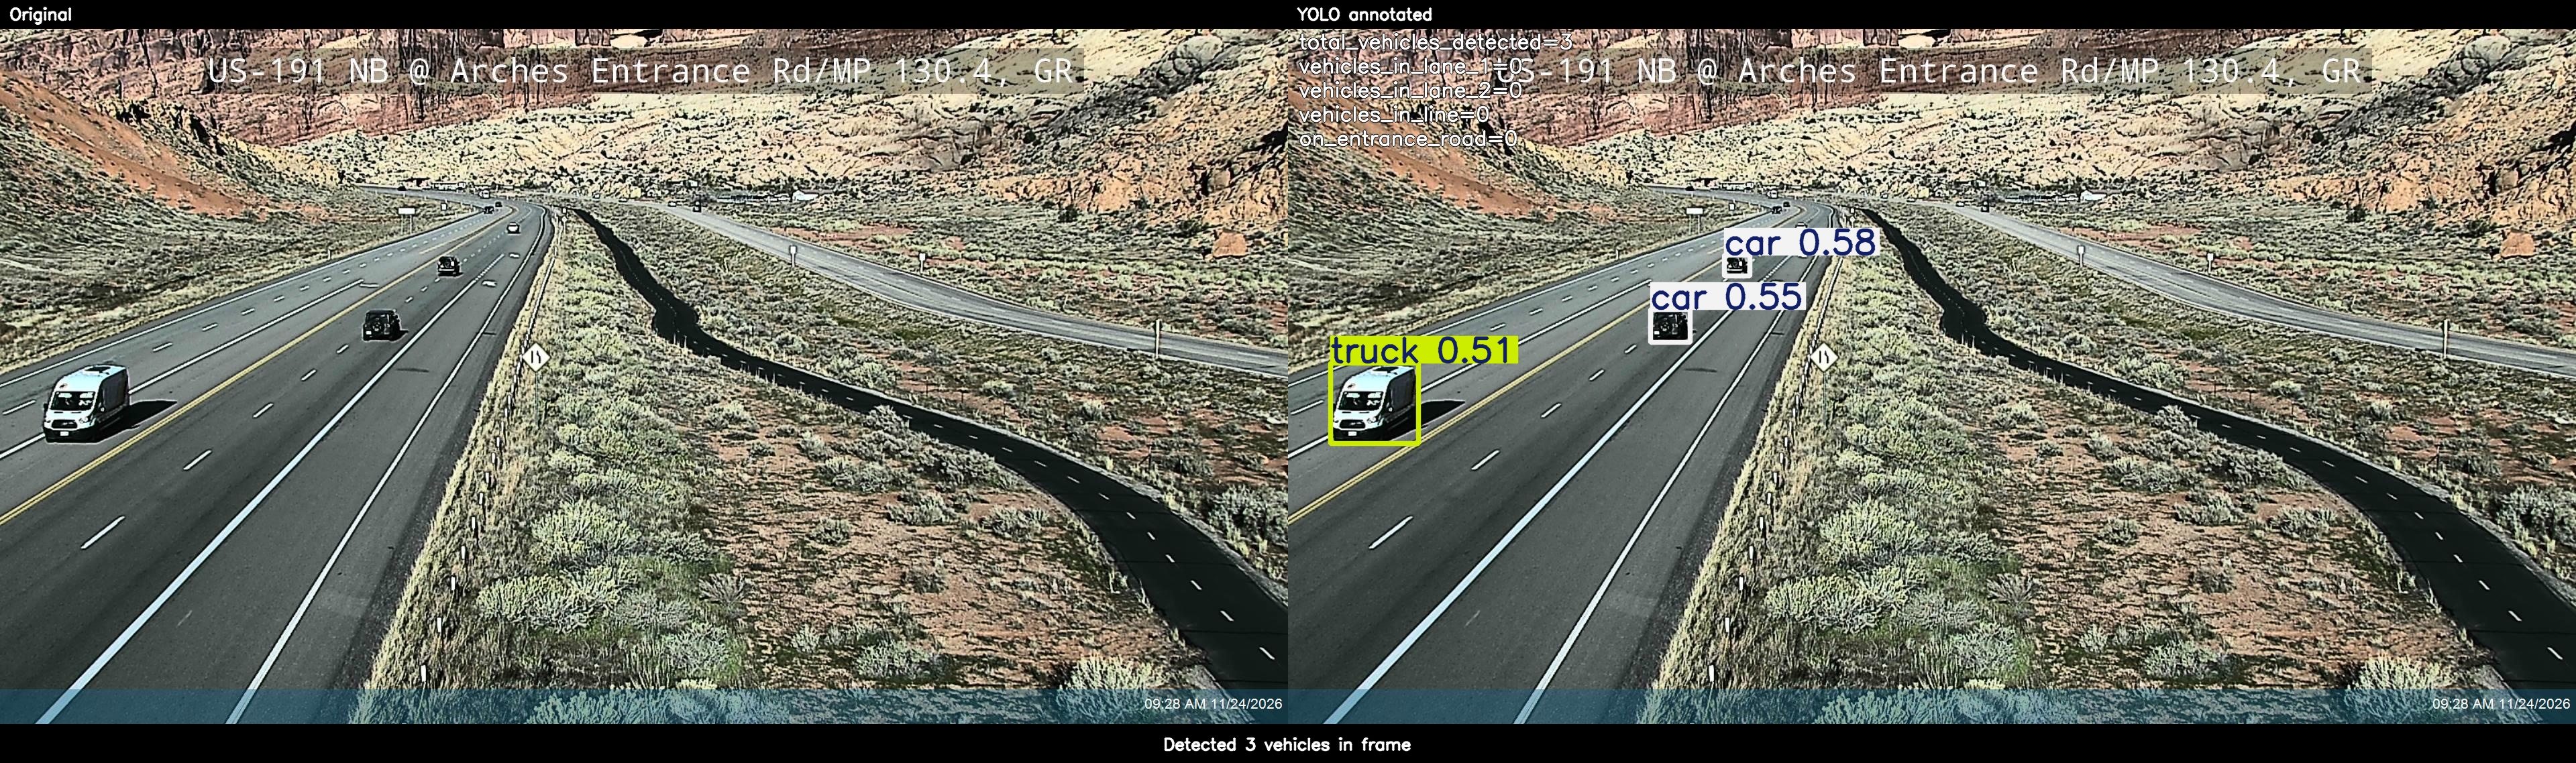 Original
US-191 NB @ Arches Entrance Rd/MP 130.4, GR
09:28 AM 11/24/2026
YOLO annotated
total_vehicles_detected=3
vehicles_in_lane_1=0
US-191 NB @ Arches Entrance Rd/MP 130.4, GR
vehicles_in_lane_2=0
vehicles_in_line=0
on_entrance_road=0
car 0.58
car 0.55
truck 0.51
09:28 AM 11/24/2026
Detected 3 vehicles in frame